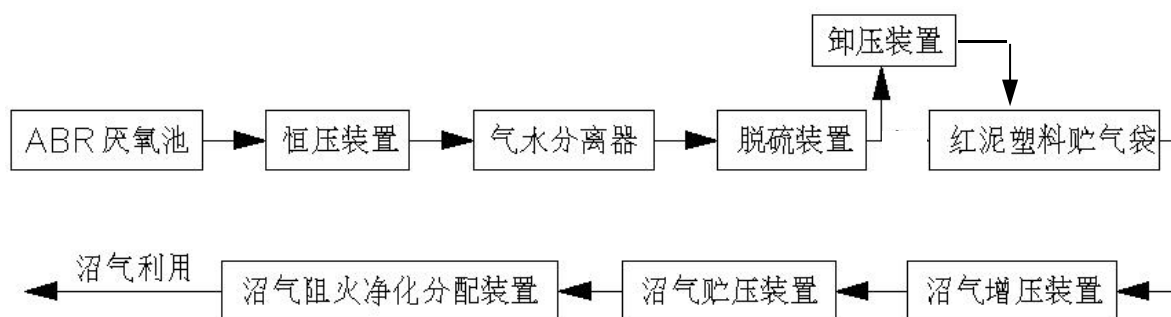 卸压装置
ABR厌氧池
恒压装置
气水分离器
脱硫装置
红泥塑料贮气袋
沼气利用
沼气阻火净化分配装置
沼气贮压装置
沼气增压装置